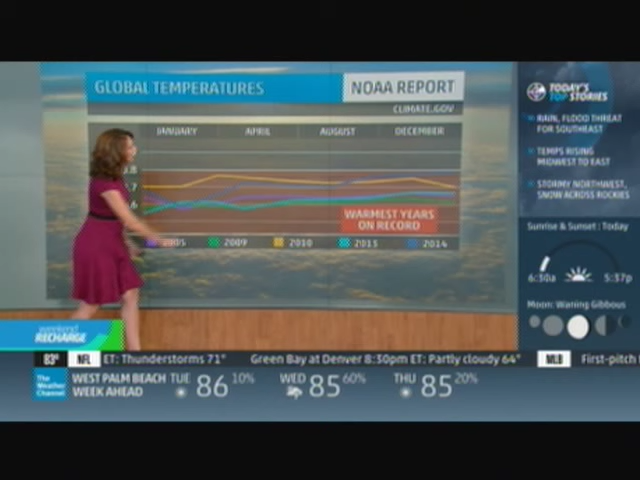 GLOBAL TEMPERATURES
NOAA REPORT
CLIMATE.GOV
JANUARY APRIL AUGUST DECEMBER
.8
.7
.6
WARMEST YEARS
ON RECORD
2005 2009 2010 2013 2014
TODAY'S
TOP STORIES
RAIN, FLOOD THREAT
FOR SOUTHEAST
TEMPS RISING
MIDWEST TO EAST
STORMY NORTHWEST,
SNOW ACROSS ROCKIES
Sunrise & Sunset : Today
6:30a 5:37p
Moon: Waning Gibbous
weekend
RECHARGE
83° NFL ET: Thunderstorms 71° Green Bay at Denver 8:30pm ET: Partly cloudy 64° MLB First-pitch
The
Weather
Channel
WEST PALM BEACH
WEEK AHEAD
TUE 86 10% WED 85 60% THU 85 20%